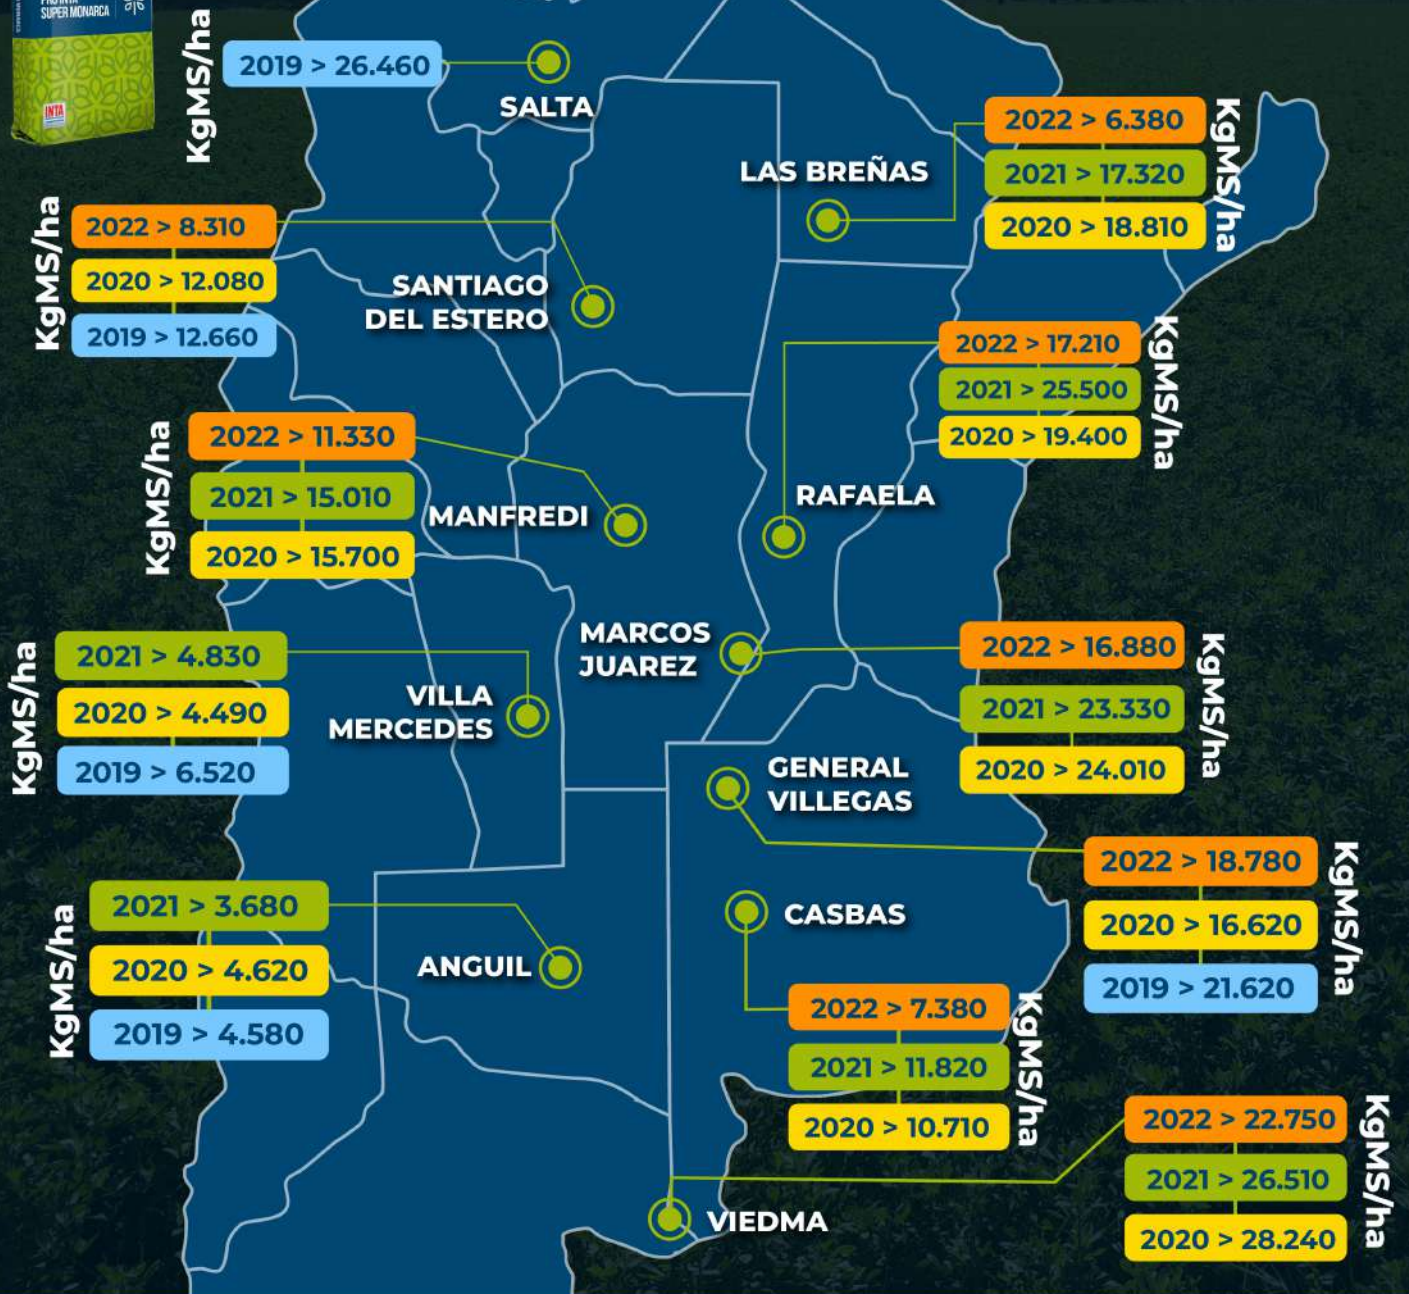 SUPER MONARCA
INTA
KgMS/ha
2019 > 26.460
SALTA
2022 > 6.380
2021 > 17.320
2020 > 18.810
KgMS/ha
LAS BREÑAS
KgMS/ha
2022 > 8.310
2020 > 12.080
2019 > 12.660
SANTIAGO
DEL ESTERO
2022 > 17.210
2021 > 25.500
2020 > 19.400
KgMS/ha
RAFAELA
KgMS/ha
2022 > 11.330
2021 > 15.010
2020 > 15.700
MANFREDI
MARCOS
JUAREZ
2022 > 16.880
2021 > 23.330
2020 > 24.010
KgMS/ha
KgMS/ha
2021 > 4.830
2020 > 4.490
2019 > 6.520
VILLA
MERCEDES
GENERAL
VILLEGAS
2022 > 18.780
2020 > 16.620
2019 > 21.620
KgMS/ha
KgMS/ha
2021 > 3.680
2020 > 4.620
2019 > 4.580
ANGUIL
CASBAS
2022 > 7.380
2021 > 11.820
2020 > 10.710
KgMS/ha
2022 > 22.750
2021 > 26.510
2020 > 28.240
KgMS/ha
VIEDMA